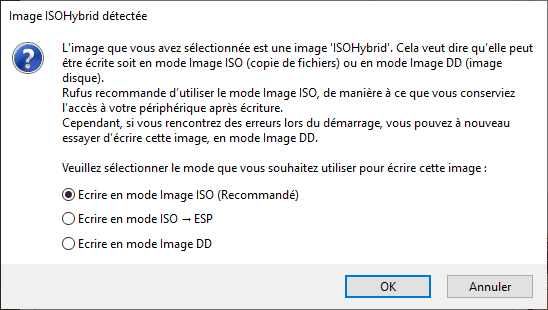 Image ISOHybrid détectée
L'image que vous avez sélectionnée est une image 'ISOHybrid'. Cela veut dire qu'elle peut
être écrite soit en mode Image ISO (copie de fichiers) ou en mode Image DD (image
disque).
Rufus recommande d'utiliser le mode Image ISO, de manière à ce que vous conserviez
l'accès à votre périphérique après écriture.
Cependant, si vous rencontrez des erreurs lors du démarrage, vous pouvez à nouveau
essayer d'écrire cette image, en mode Image DD.
Veuillez sélectionner le mode que vous souhaitez utiliser pour écrire cette image :
Ecrire en mode Image ISO (Recommandé)
Ecrire en mode ISO → ESP
Ecrire en mode Image DD
OK
Annuler